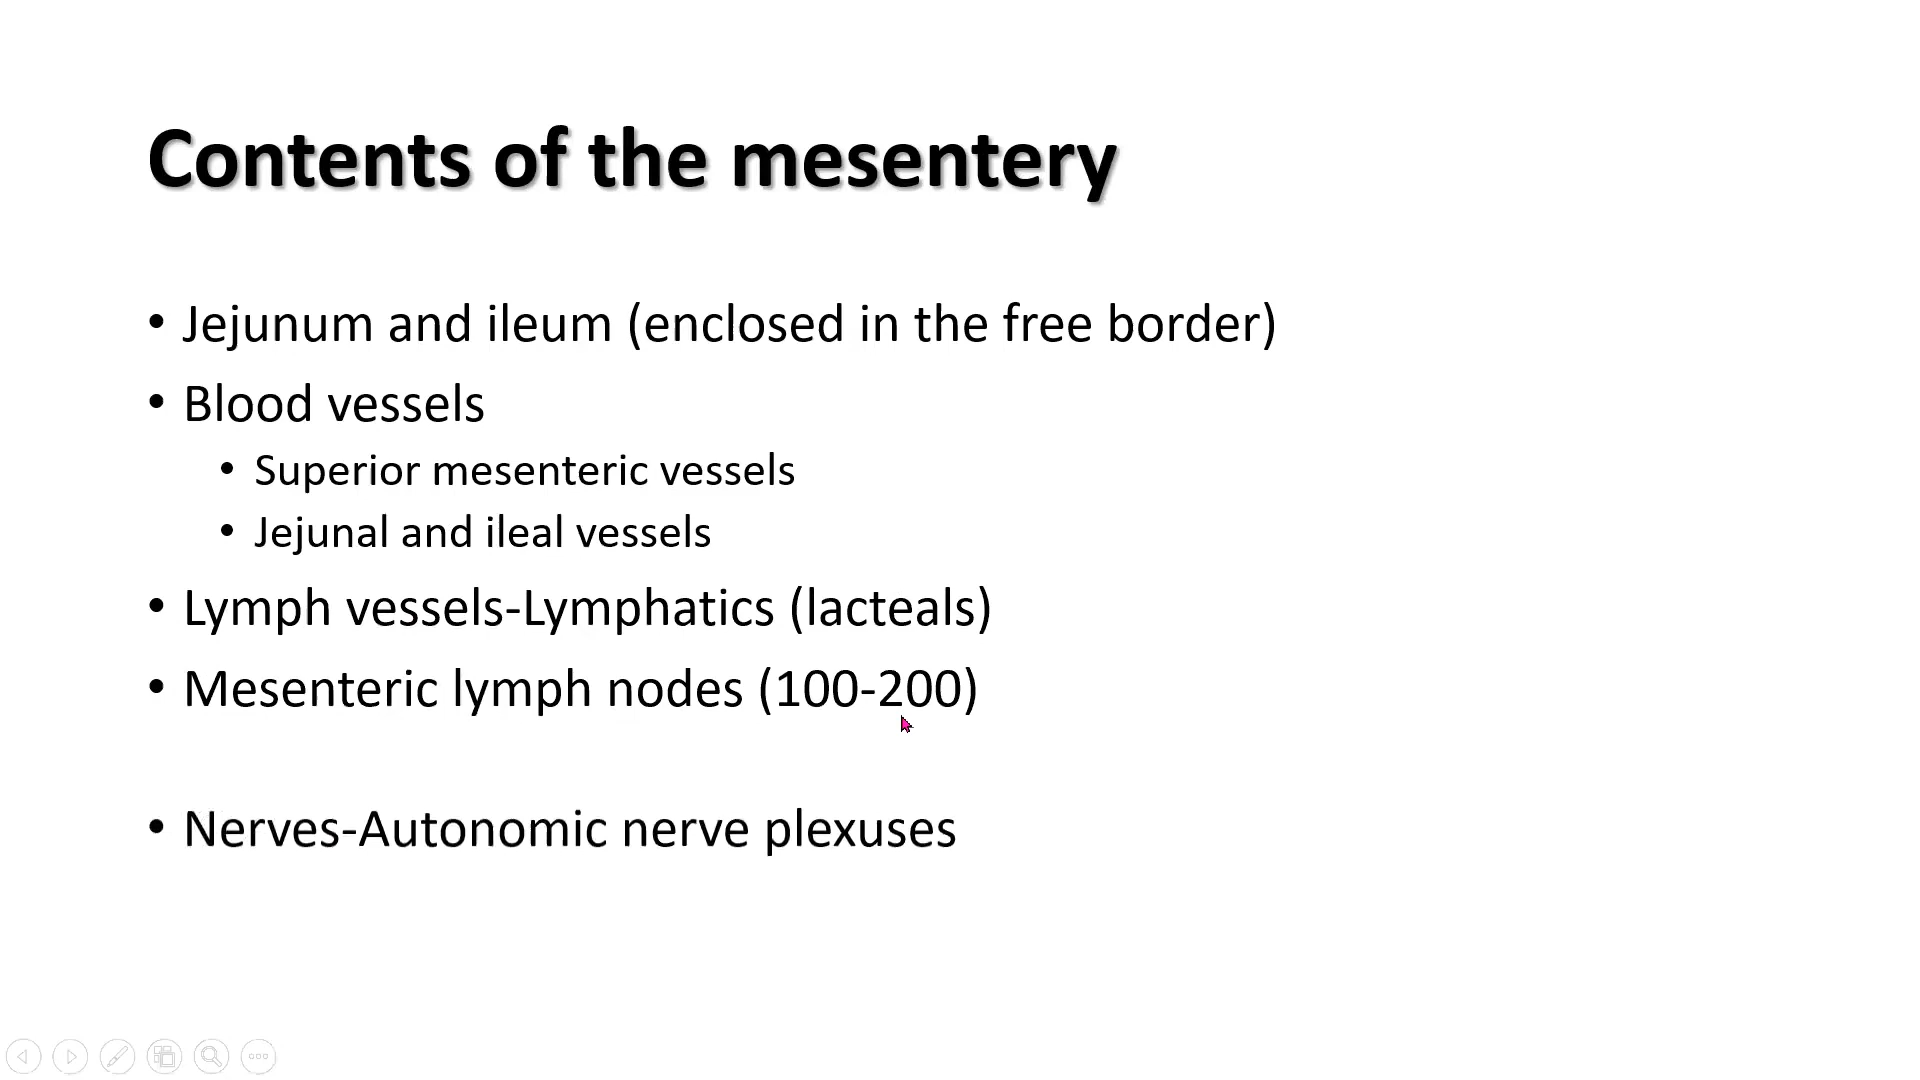 Contents of the mesentery
• Jejunum and ileum (enclosed in the free border)
• Blood vessels
• Superior mesenteric vessels
• Jejunal and ileal vessels
• Lymph vessels-Lymphatics (lacteals)
• Mesenteric lymph nodes (100-200)
• Nerves-Autonomic nerve plexuses